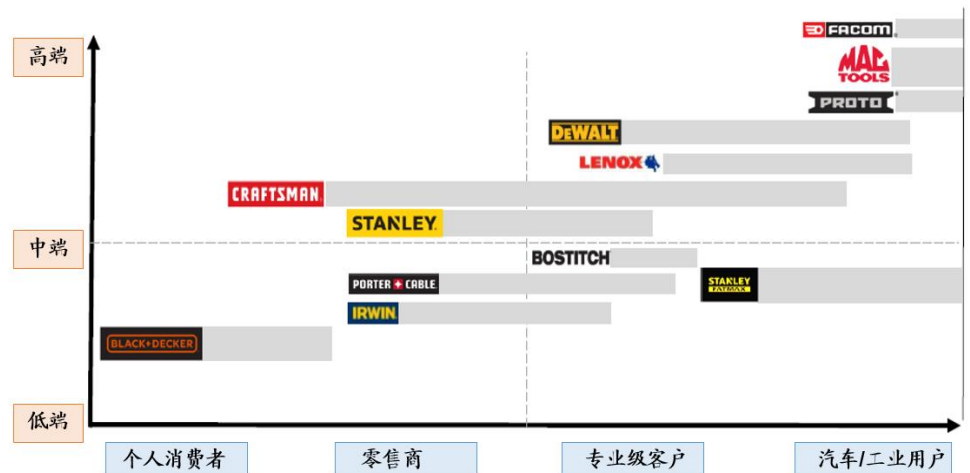 FACOM
高端
MAC
TOOLS
PROTO
DEWALT
LENOX
CRAFTSMAN
STANLEY
中端
BOSTITCH
PORTER CABLE
STANLEY
FATMAX
IRWIN
BLACK+DECKER
低端
个人消费者
零售商
专业级客户
汽车/工业用户